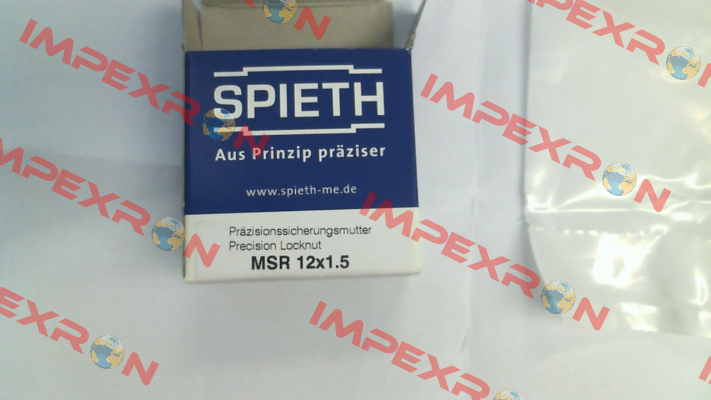 SPIETH
Aus Prinzip präziser
www.spieth-me.de
Präzisionssicherungsmutter
Precision Locknut
MSR 12x1.5
IMPEXRON
IMPEXRON
IMPEXRON
IMPEXRON
IMPEXRON
IMPEXRON
IMPEXRON